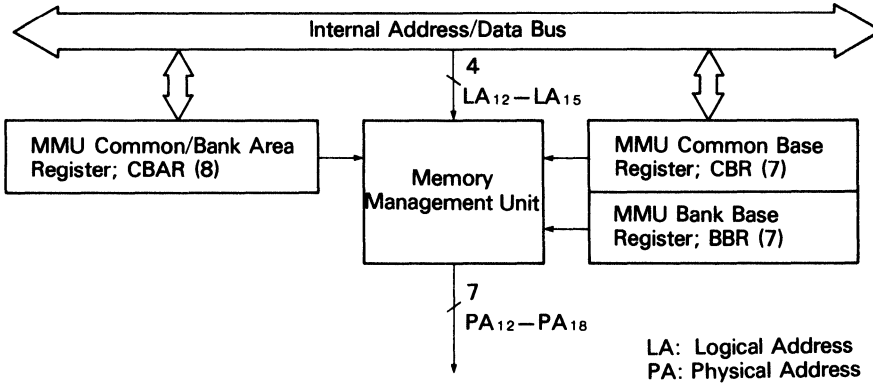 Internal Address/Data Bus
4
LA12–LA15
MMU Common/Bank Area
Register; CBAR (8)
Memory
Management Unit
MMU Common Base
Register; CBR (7)
MMU Bank Base
Register; BBR (7)
7
PA12–PA18
LA: Logical Address
PA: Physical Address